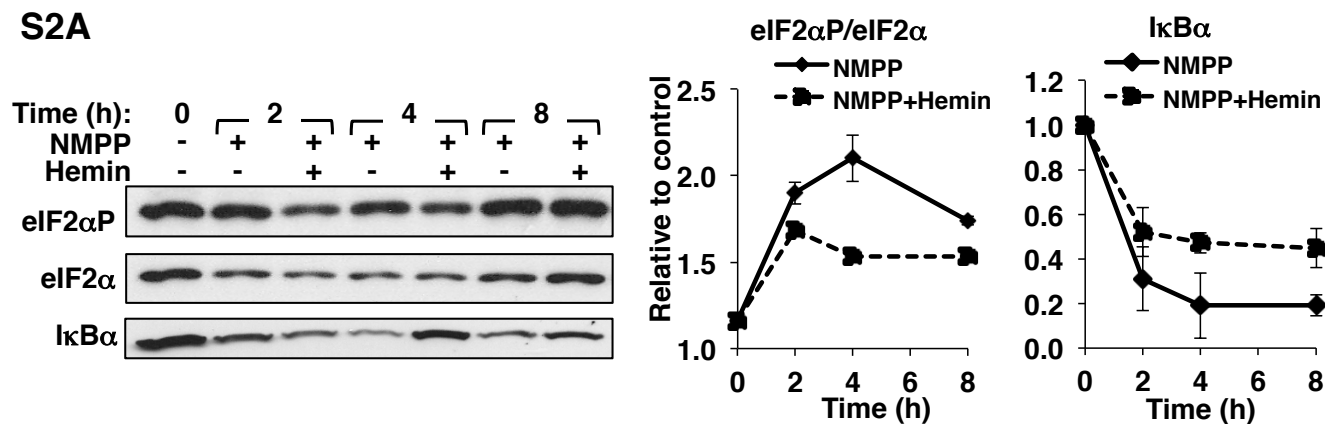 S2A
Time (h): 0 2 4 8
NMPP - + + + + + +
Hemin - - + - + - +
eIF2αP
eIF2α
IκBα
eIF2αP/eIF2α
NMPP
NMPP+Hemin
Relative to control
2.5
2.0
1.5
1.0
0 2 4 8
Time (h)
IκBα
NMPP
NMPP+Hemin
1.2
1.0
0.8
0.6
0.4
0.2
0.0
0 2 4 8
Time (h)